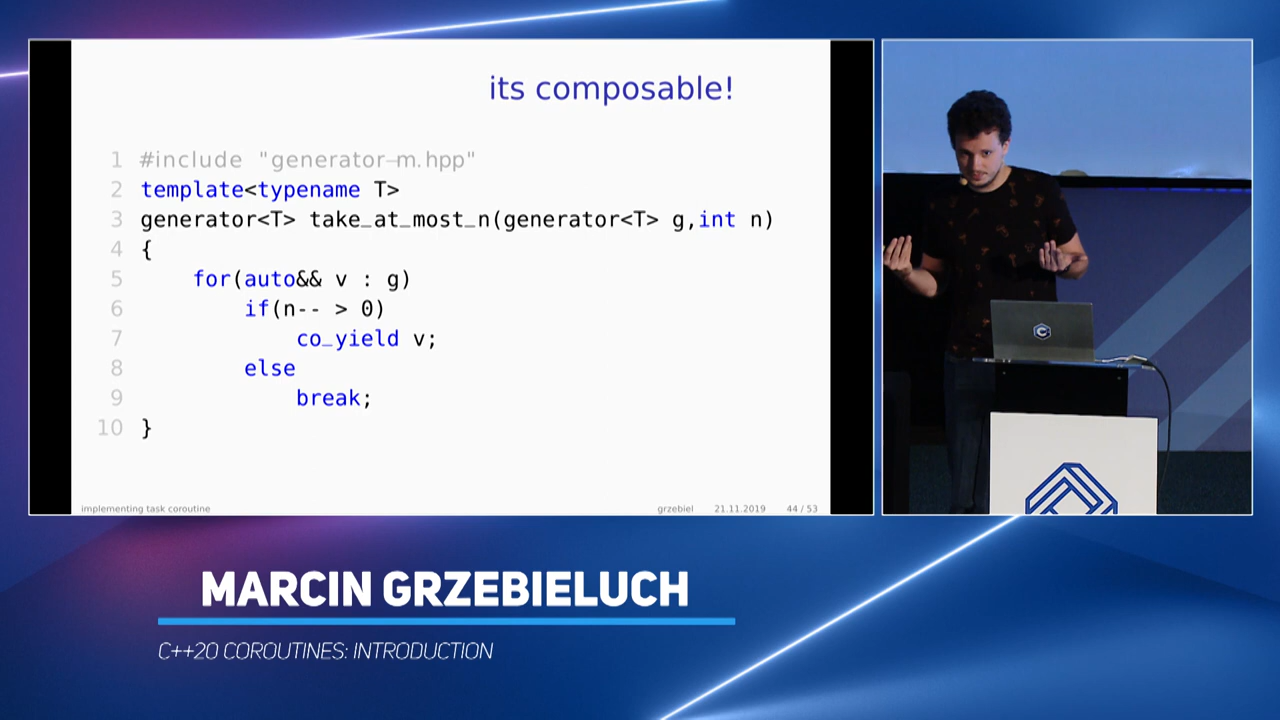 its composable!
1 #include "generator-m.hpp"
2 template<typename T>
3 generator<T> take_at_most_n(generator<T> g,int n)
4 {
5     for(auto&& v : g)
6         if(n-- > 0)
7             co_yield v;
8         else
9             break;
10 }
implementing task coroutine grzebiel 21.11.2019 44 / 53
MARCIN GRZEBIELUCH
C++20 COROUTINES: INTRODUCTION